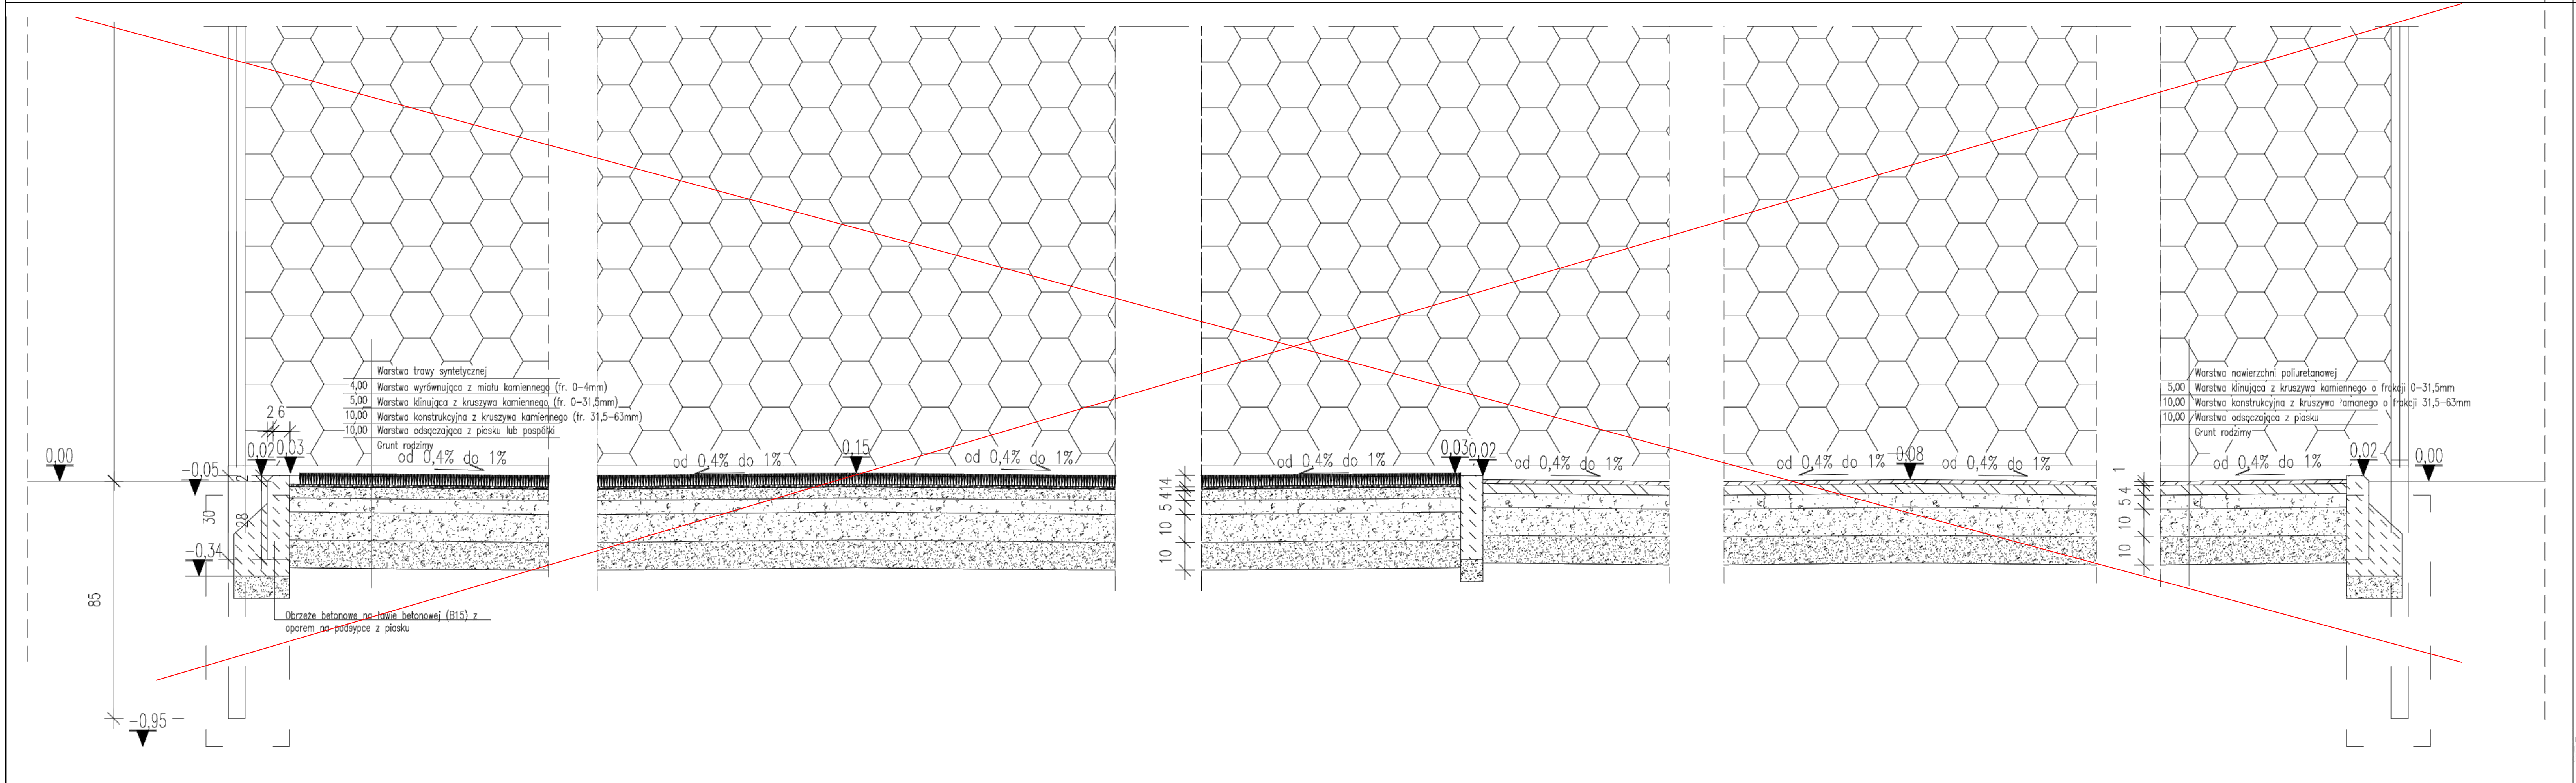 Warstwa trawy syntetycznej
4,00 Warstwa wyrównująca z miału kamiennego (fr. 0-4mm)
5,00 Warstwa klinująca z kruszywa kamiennego (fr. 0-31,5mm)
10,00 Warstwa konstrukcyjna z kruszywa kamiennego (fr. 31,5-63mm)
10,00 Warstwa odsączająca z piasku lub pospółki
Grunt rodzimy
Warstwa nawierzchni poliuretanowej
5,00 Warstwa klinująca z kruszywa kamiennego o frakcji 0-31,5mm
10,00 Warstwa konstrukcyjna z kruszywa łamanego o frakcji 31,5-63mm
10,00 Warstwa odsączająca z piasku
Grunt rodzimy
2 6
0,00
-0,05
0,02
0,03
0,15
0,03
0,02
0,08
0,02
0,00
od 0,4% do 1%
od 0,4% do 1%
od 0,4% do 1%
od 0,4% do 1%
od 0,4% do 1%
od 0,4% do 1%
od 0,4% do 1%
od 0,4% do 1%
2
28
30
-0,34
85
-0,95
10 10 5 4 1 4
10 10 5 4 1
Obrzeże betonowe na ławie betonowej (B15) z
oporem na podsypce z piasku